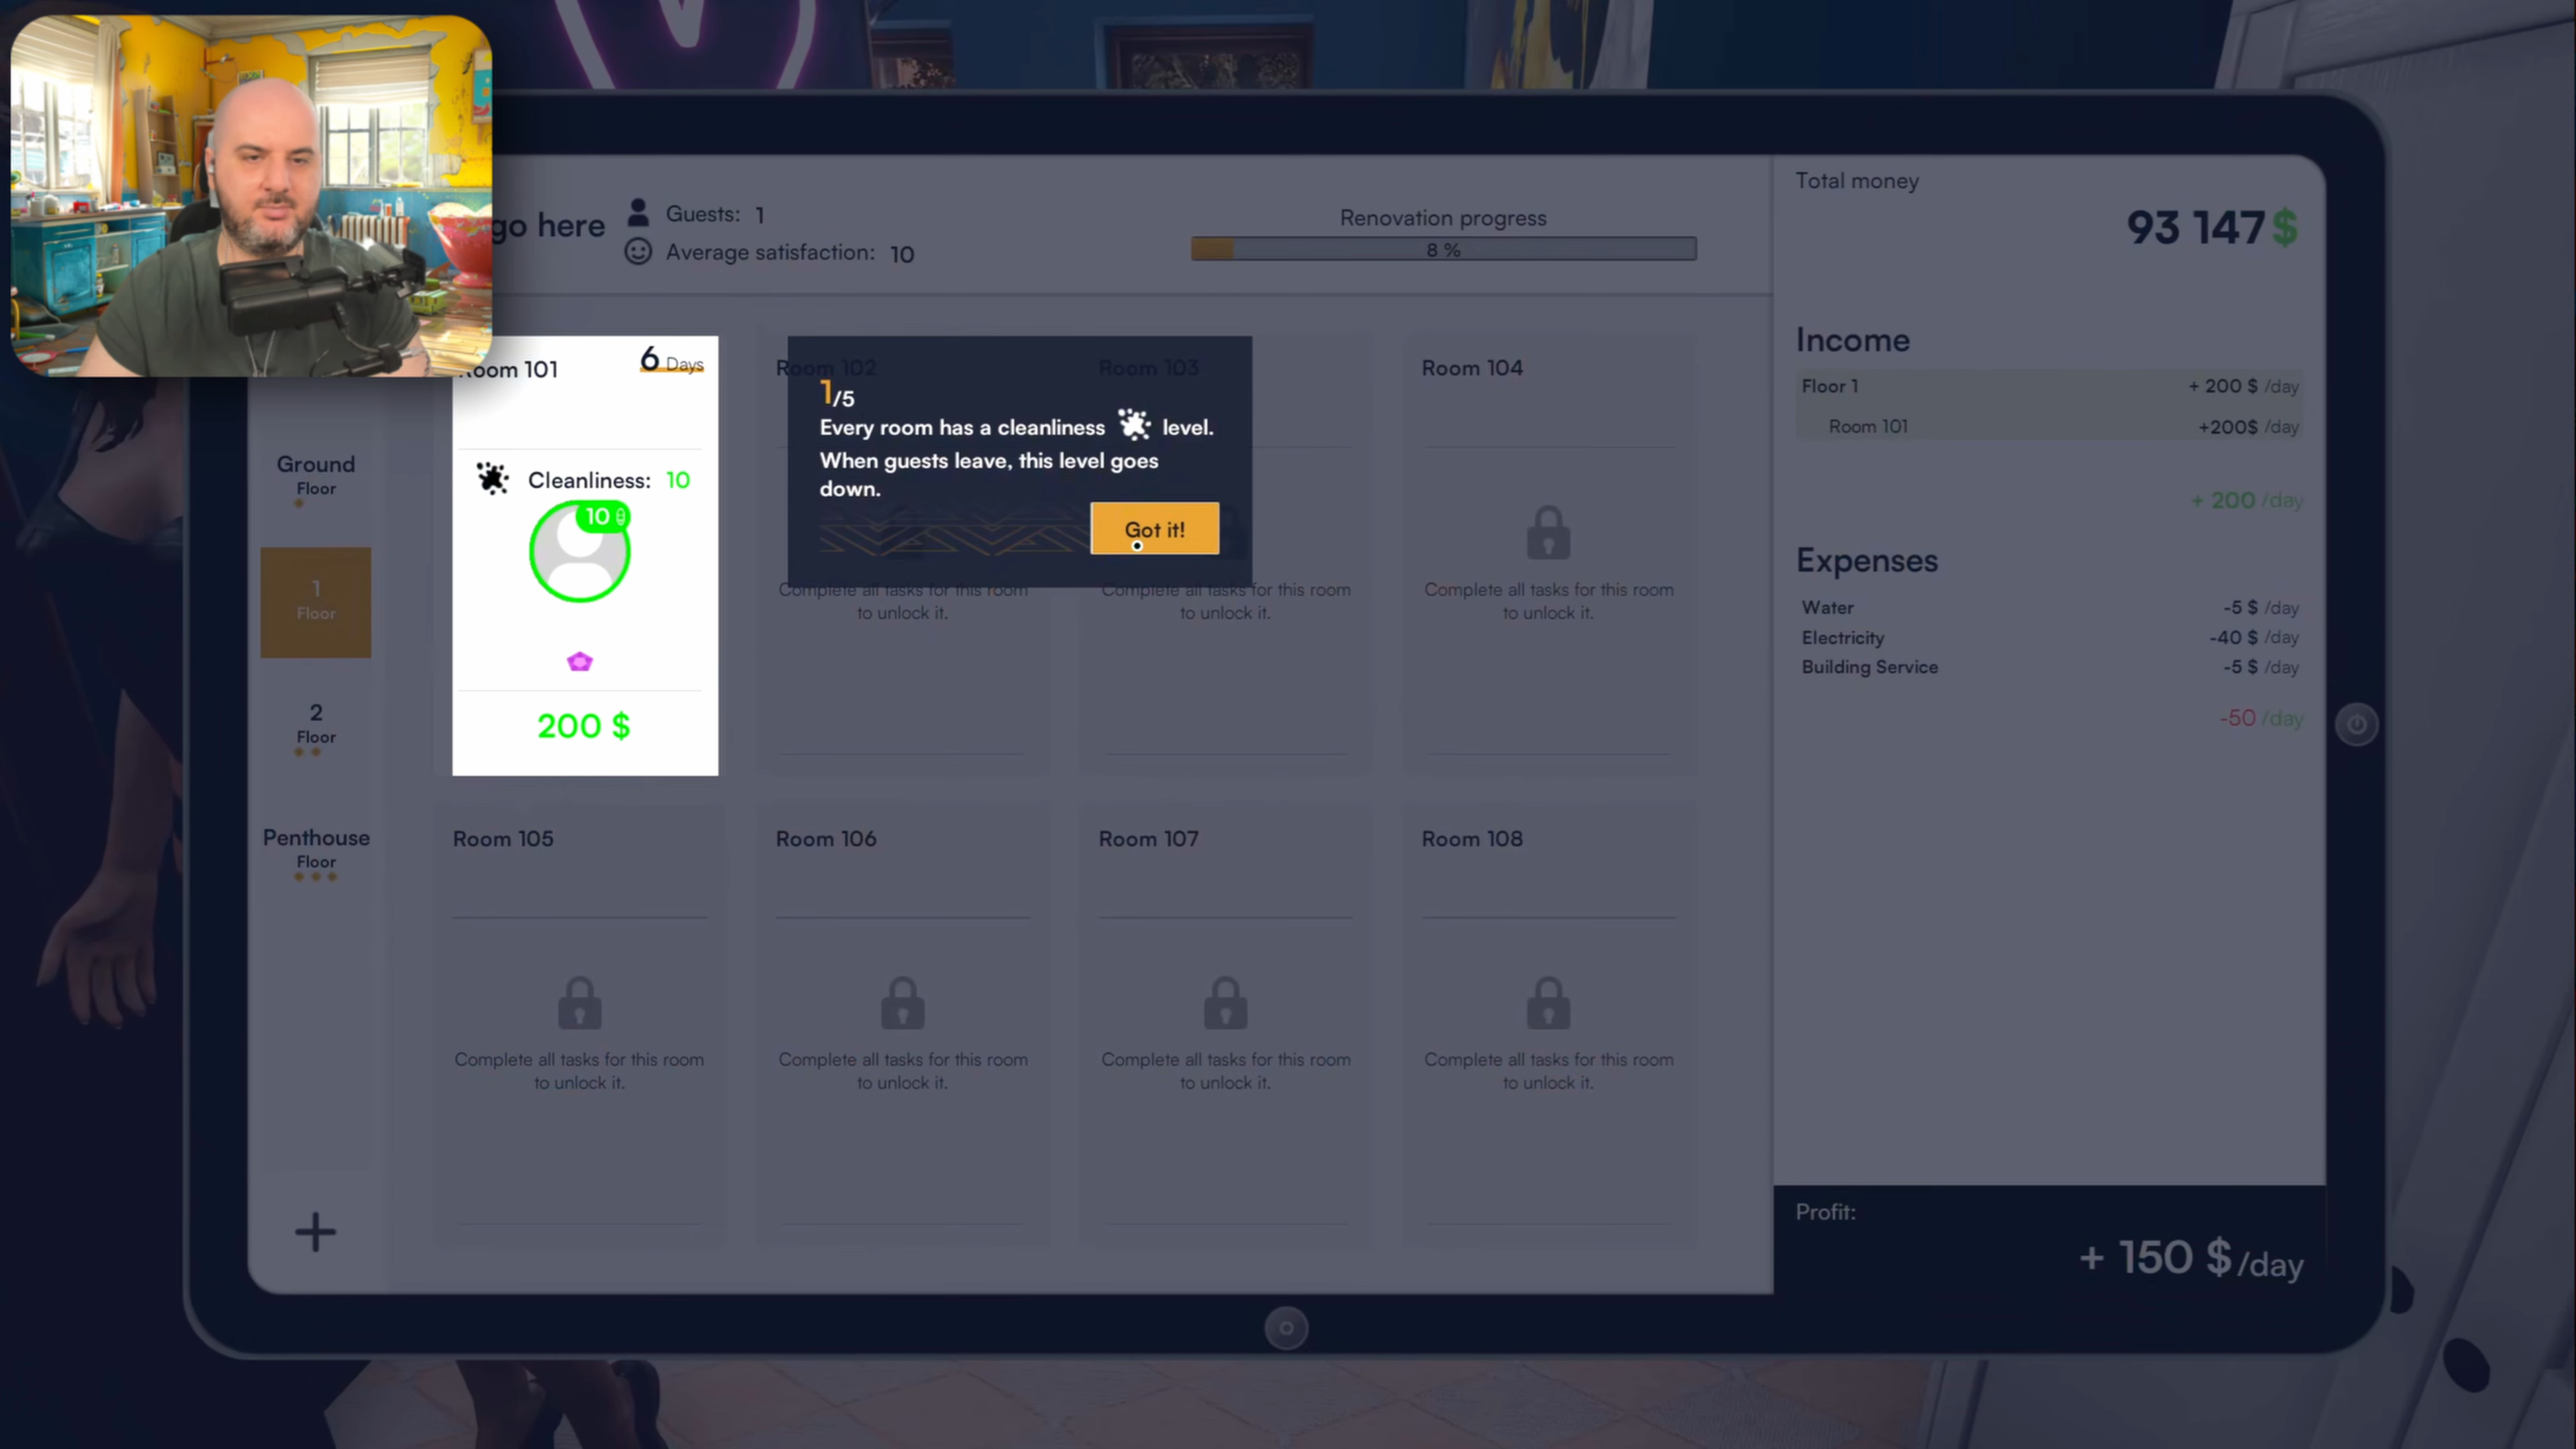 go here
Guests: 1
Average satisfaction: 10
Renovation progress
8 %
Total money
93 147 $
Income
Floor 1 + 200 $ /day
Room 101 +200$ /day
+ 200 /day
Expenses
Water -5 $ /day
Electricity -40 $ /day
Building Service -5 $ /day
-50 /day
Profit:
+ 150 $/day
Ground
Floor
1
Floor
2
Floor
Penthouse
Floor
Room 101 6 Days
Cleanliness: 10
10
200 $
Room 102
Room 103
1/5
Every room has a cleanliness level.
When guests leave, this level goes
down.
Got it!
Complete all tasks for this room
to unlock it.
Complete all tasks for this room
to unlock it.
Room 104
Complete all tasks for this room
to unlock it.
Room 105
Complete all tasks for this room
to unlock it.
Room 106
Complete all tasks for this room
to unlock it.
Room 107
Complete all tasks for this room
to unlock it.
Room 108
Complete all tasks for this room
to unlock it.